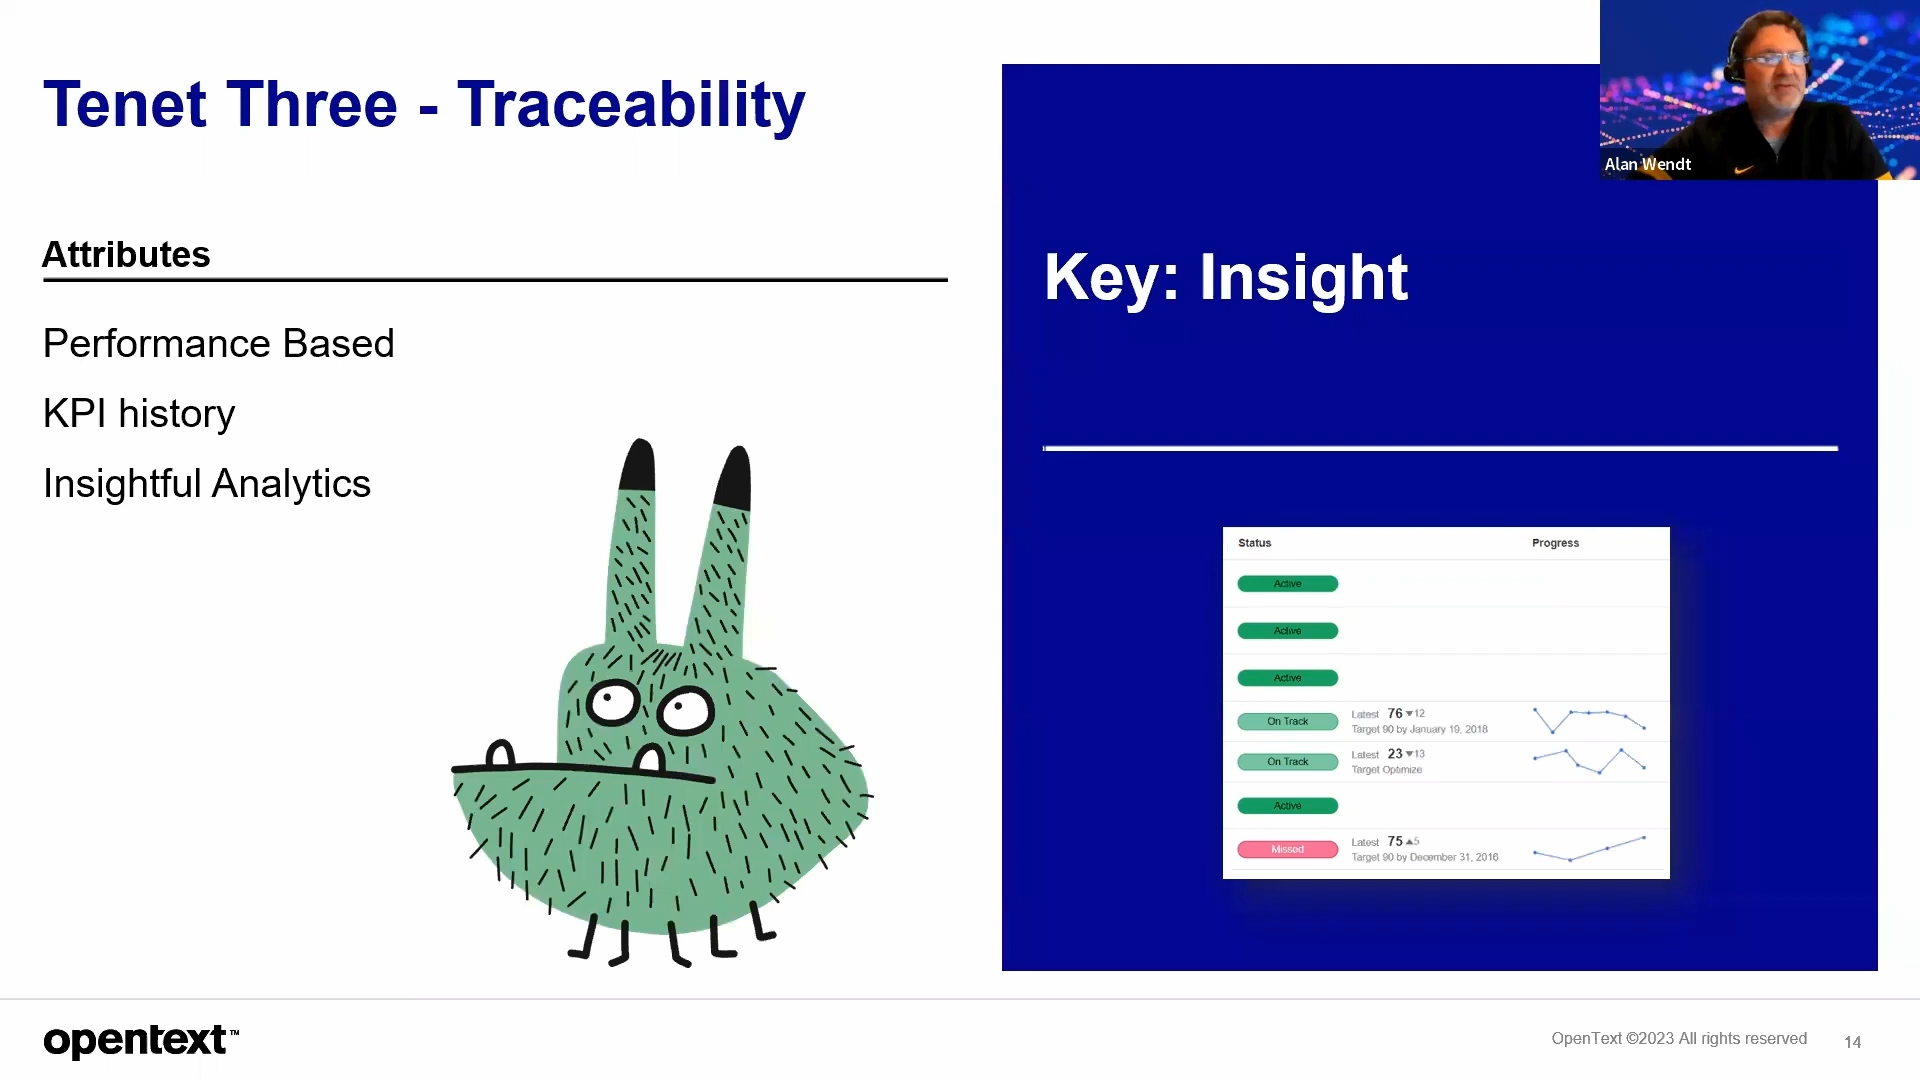 Tenet Three - Traceability
Alan Wendt
Attributes
Performance Based
KPI history
Insightful Analytics
Key: Insight
Status Progress
Active
Active
Active
On Track Latest 76 ▼12
Target 90 by January 19, 2018
On Track Latest 23 ▼13
Target Optimize
Active
Missed Latest 75 ▲5
Target 90 by December 31, 2016
opentext™
OpenText ©2023 All rights reserved 14